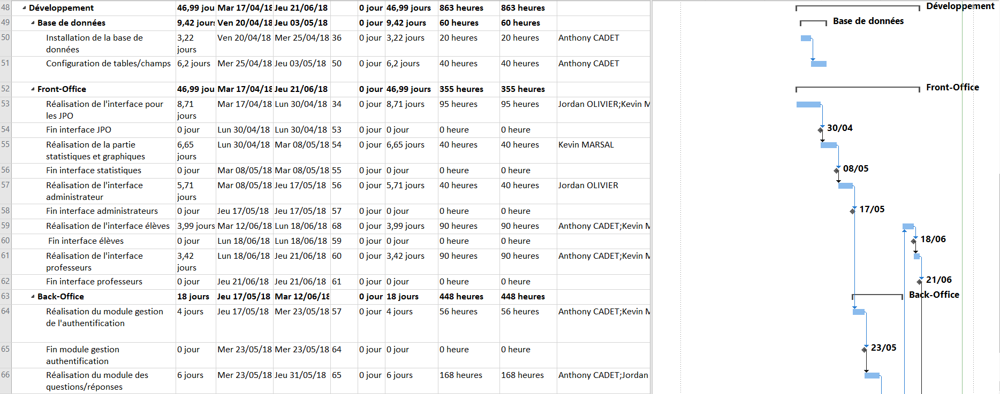 48 Développement 46,99 jou Mar 17/04/18 Jeu 21/06/18 0 jour 46,99 jours 863 heures 863 heures Développement
49 Base de données 9,42 jours Ven 20/04/18 Jeu 03/05/18 0 jour 9,42 jours 60 heures 60 heures Base de données
50 Installation de la base de données 3,22 jours Ven 20/04/18 Mer 25/04/18 36 0 jour 3,22 jours 20 heures 20 heures Anthony CADET
51 Configuration de tables/champs 6,2 jours Mer 25/04/18 Jeu 03/05/18 50 0 jour 6,2 jours 40 heures 40 heures Anthony CADET
52 Front-Office 46,99 jou Mar 17/04/18 Jeu 21/06/18 0 jour 46,99 jours 355 heures 355 heures Front-Office
53 Réalisation de l'interface pour les JPO 8,71 jours Mar 17/04/18 Lun 30/04/18 34 0 jour 8,71 jours 95 heures 95 heures Jordan OLIVIER;Kevin M
54 Fin interface JPO 0 jour Lun 30/04/18 Lun 30/04/18 53 0 jour 0 jour 0 heure 0 heure 30/04
55 Réalisation de la partie statistiques et graphiques 6,65 jours Lun 30/04/18 Mar 08/05/18 54 0 jour 6,65 jours 40 heures 40 heures Kevin MARSAL
56 Fin interface statistiques 0 jour Mar 08/05/18 Mar 08/05/18 55 0 jour 0 jour 0 heure 0 heure 08/05
57 Réalisation de l'interface administrateur 5,71 jours Mar 08/05/18 Jeu 17/05/18 56 0 jour 5,71 jours 40 heures 40 heures Jordan OLIVIER
58 Fin interface administrateurs 0 jour Jeu 17/05/18 Jeu 17/05/18 57 0 jour 0 jour 0 heure 0 heure 17/05
59 Réalisation de l'interface élèves 3,99 jours Mar 12/06/18 Lun 18/06/18 68 0 jour 3,99 jours 90 heures 90 heures Anthony CADET;Kevin M
60 Fin interface élèves 0 jour Lun 18/06/18 Lun 18/06/18 59 0 jour 0 jour 0 heure 0 heure 18/06
61 Réalisation de l'interface professeurs 3,42 jours Lun 18/06/18 Jeu 21/06/18 60 0 jour 3,42 jours 90 heures 90 heures Anthony CADET;Kevin M
62 Fin interface professeurs 0 jour Jeu 21/06/18 Jeu 21/06/18 61 0 jour 0 jour 0 heure 0 heure 21/06
63 Back-Office 18 jours Jeu 17/05/18 Mar 12/06/18 0 jour 18 jours 448 heures 448 heures Back-Office
64 Réalisation du module gestion de l'authentification 4 jours Jeu 17/05/18 Mer 23/05/18 57 0 jour 4 jours 56 heures 56 heures Anthony CADET;Kevin M
65 Fin module gestion authentification 0 jour Mer 23/05/18 Mer 23/05/18 64 0 jour 0 jour 0 heure 0 heure 23/05
66 Réalisation du module des questions/réponses 6 jours Mer 23/05/18 Jeu 31/05/18 65 0 jour 6 jours 168 heures 168 heures Anthony CADET;Jordan